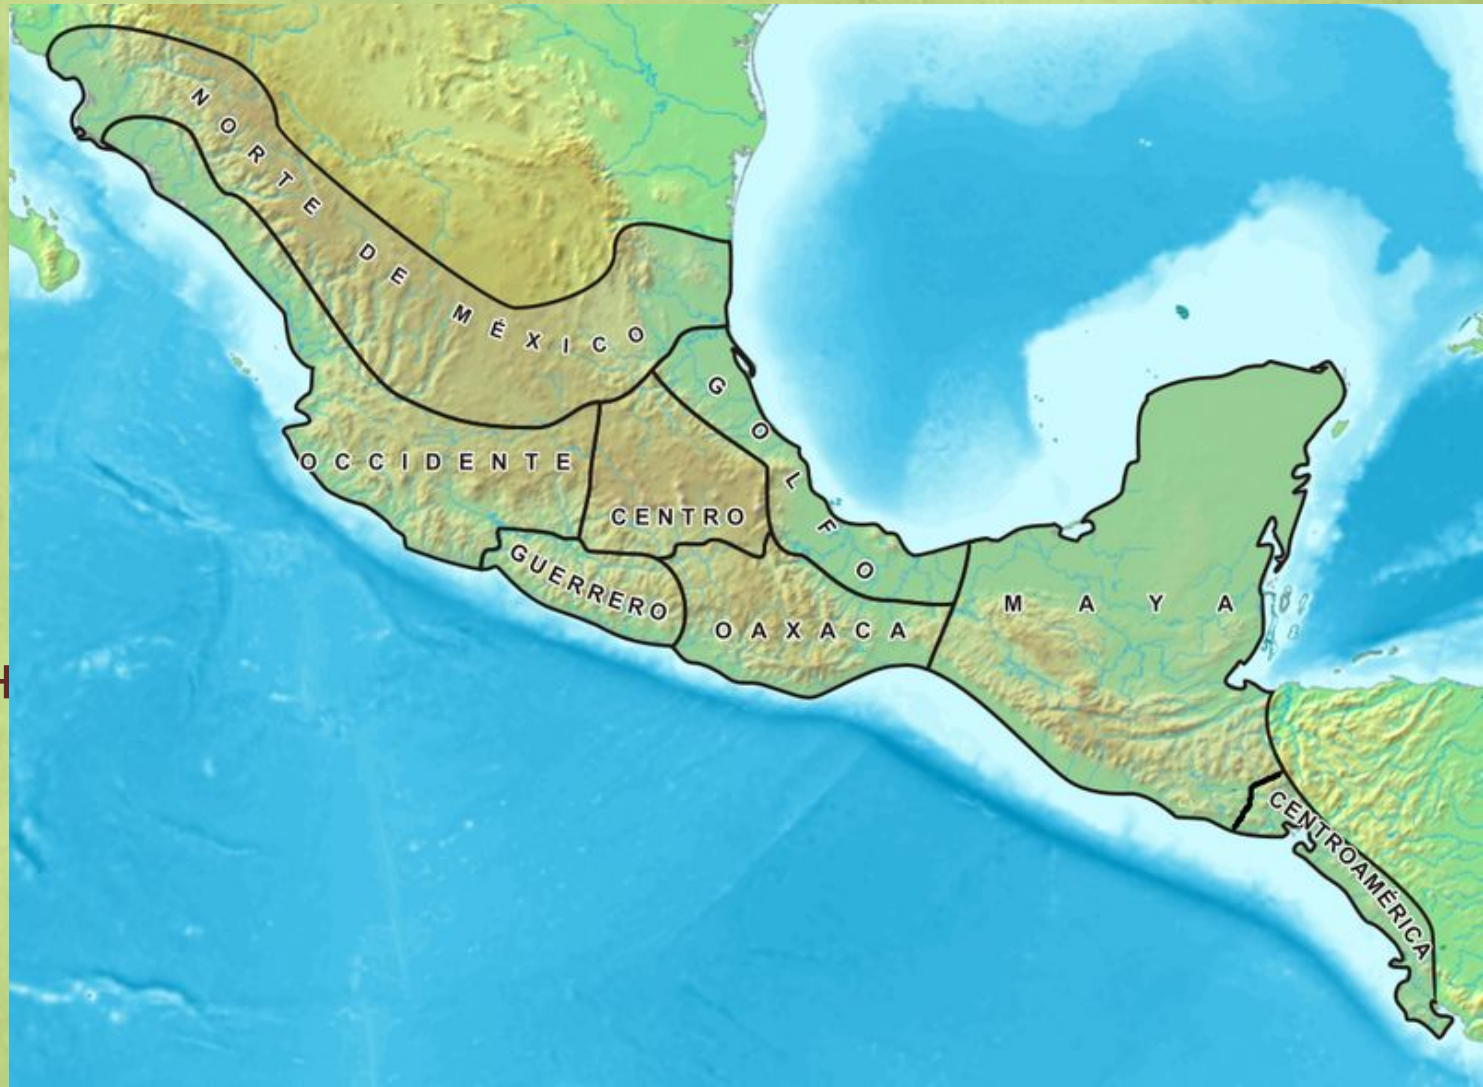 NORTE DE MÉXICO
GOLFO
OCCIDENTE
CENTRO
GUERRERO
OAXACA
MAYA
CENTROAMÉRICA